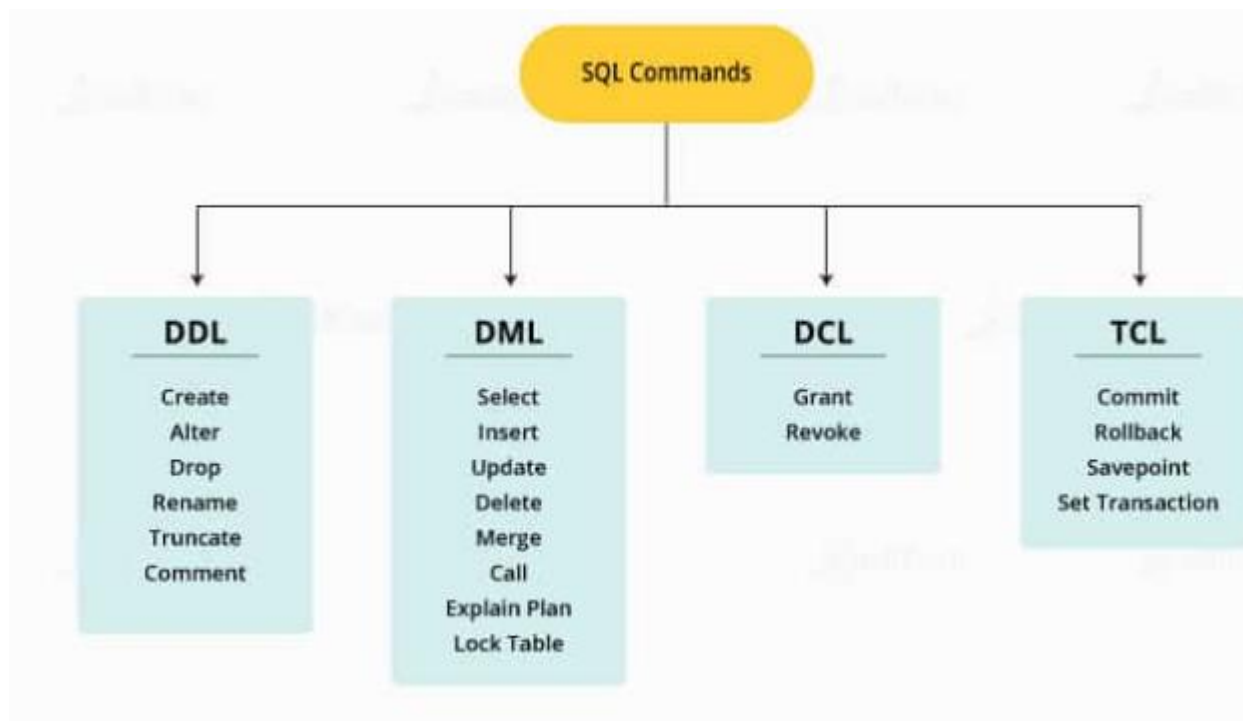 SQL Commands
DDL
Create
Alter
Drop
Rename
Truncate
Comment
DML
Select
Insert
Update
Delete
Merge
Call
Explain Plan
Lock Table
DCL
Grant
Revoke
TCL
Commit
Rollback
Savepoint
Set Transaction